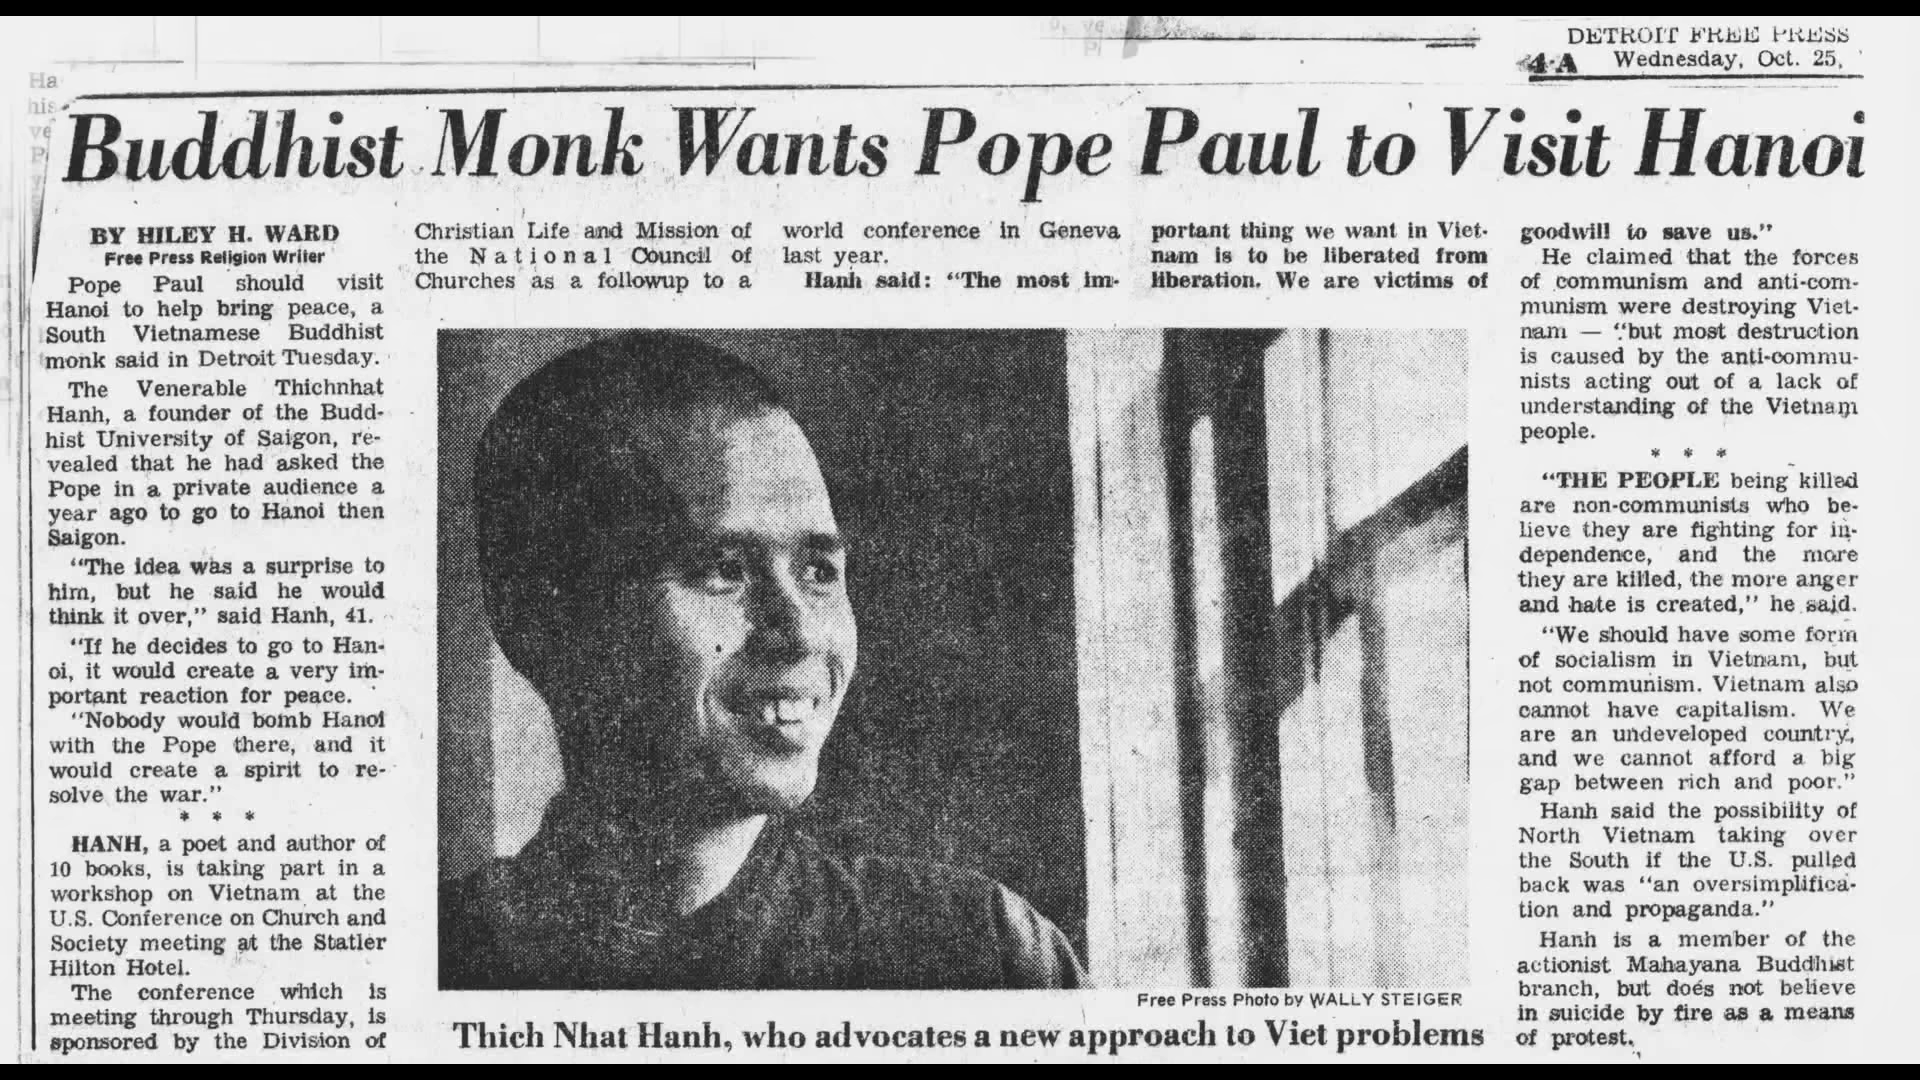 DETROIT FREE PRESS
4-A Wednesday, Oct. 25,
Buddhist Monk Wants Pope Paul to Visit Hanoi
BY HILEY H. WARD
Free Press Religion Writer
Pope Paul should visit
Hanoi to help bring peace, a
South Vietnamese Buddhist
monk said in Detroit Tuesday.
The Venerable Thichnhat
Hanh, a founder of the Budd-
hist University of Saigon, re-
vealed that he had asked the
Pope in a private audience a
year ago to go to Hanoi then
Saigon.
"The idea was a surprise to
him, but he said he would
think it over," said Hanh, 41.
"If he decides to go to Han-
oi, it would create a very im-
portant reaction for peace.
"Nobody would bomb Hanoi
with the Pope there, and it
would create a spirit to re-
solve the war."
* * *
HANH, a poet and author of
10 books, is taking part in a
workshop on Vietnam at the
U.S. Conference on Church and
Society meeting at the Statler
Hilton Hotel.
The conference which is
meeting through Thursday, is
sponsored by the Division of
Christian Life and Mission of
the National Council of
Churches as a followup to a
world conference in Geneva
last year.
Hanh said: "The most im-
portant thing we want in Viet-
nam is to be liberated from
liberation. We are victims of
goodwill to save us."
He claimed that the forces
of communism and anti-com-
munism were destroying Viet-
nam — "but most destruction
is caused by the anti-commu-
nists acting out of a lack of
understanding of the Vietnam
people.
* * *
"THE PEOPLE being killed
are non-communists who be-
lieve they are fighting for in-
dependence, and the more
they are killed, the more anger
and hate is created," he said.
"We should have some form
of socialism in Vietnam, but
not communism. Vietnam also
cannot have capitalism. We
are an undeveloped country,
and we cannot afford a big
gap between rich and poor."
Hanh said the possibility of
North Vietnam taking over
the South if the U.S. pulled
back was "an oversimplifica-
tion and propaganda."
Hanh is a member of the
actionist Mahayana Buddhist
branch, but does not believe
in suicide by fire as a means
of protest.
Free Press Photo by WALLY STEIGER
Thich Nhat Hanh, who advocates a new approach to Viet problems